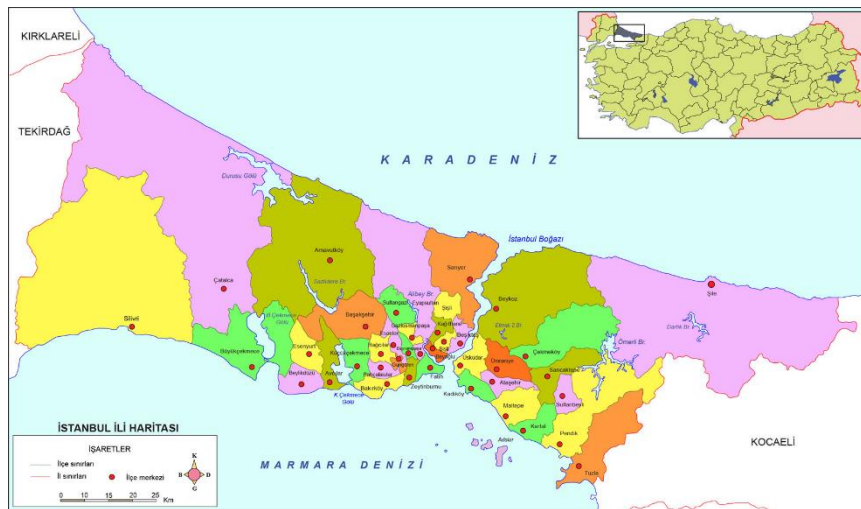 KIRKLARELİ
TEKİRDAĞ
KARADENİZ
Durusu Gölü
İstanbul Boğazı
Arnavutköy
Sazlıdere Br.
Çatalca
Silivri
Büyükçekmece
B.Çekmece
Gölü
Esenyurt
Beylikdüzü
Avcılar
Başakşehir
Küçükçekmece
K.Çekmece
Gölü
Sultangazi
Alibey Br.
Eyüpsultan
Gaziosmanpaşa
Esenler
Bağcılar
Bahçelievler
Bakırköy
Zeytinburnu
Fatih
Sarıyer
Şişli
Kağıthane
Beşiktaş
Beyoğlu
Beykoz
Elmalı 2 Br.
Üsküdar
Ümraniye
Çekmeköy
Ataşehir
Kadıköy
Sancaktepe
Sultanbeyli
Maltepe
Kartal
Pendik
Tuzla
Adalar
Şile
Darlık Br.
Ömerli Br.
KOCAELİ
MARMARA DENİZİ
İSTANBUL İLİ HARİTASI
İŞARETLER
İlçe sınırları
İl sınırları
İlçe merkezi
K
B
D
G
0 5 10 15 20 25
Km